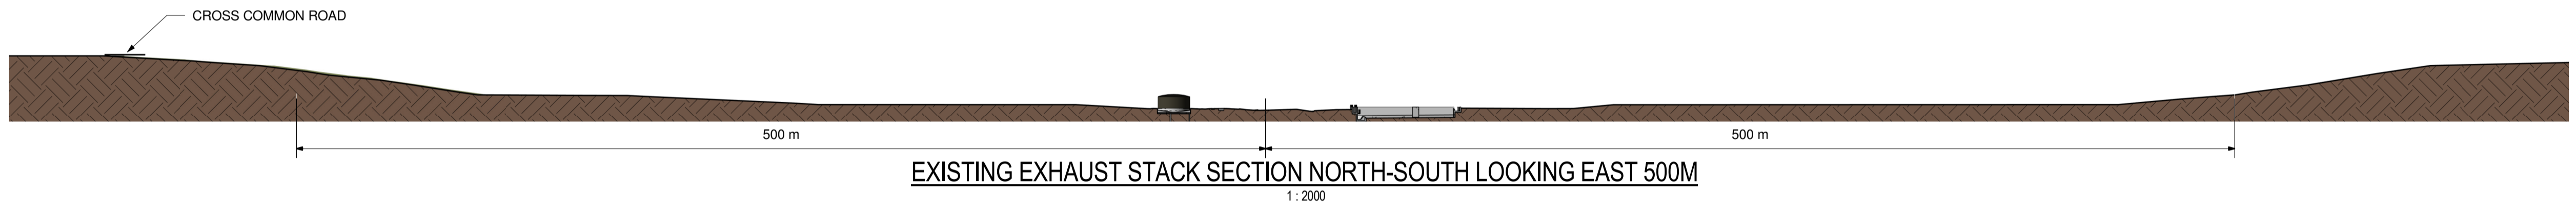 CROSS COMMON ROAD
500 m
500 m
EXISTING EXHAUST STACK SECTION NORTH-SOUTH LOOKING EAST 500M
1 : 2000